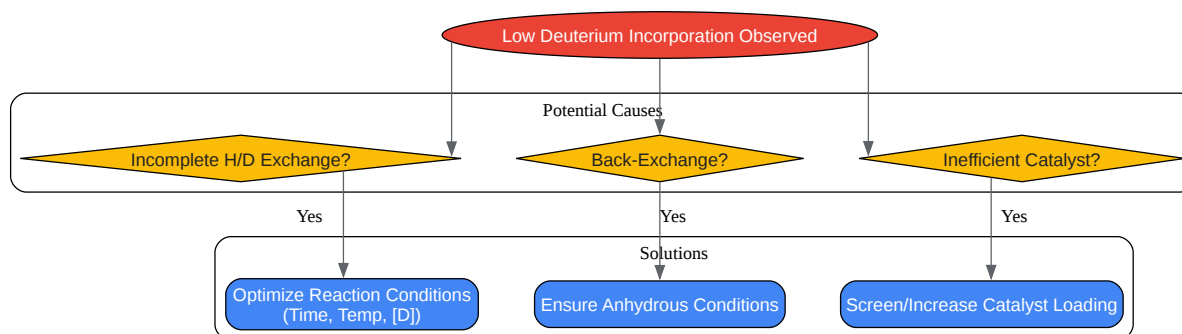 Low Deuterium Incorporation Observed
Potential Causes
Incomplete H/D Exchange?
Back-Exchange?
Inefficient Catalyst?
Yes
Yes
Yes
Solutions
Optimize Reaction Conditions
(Time, Temp, [D])
Ensure Anhydrous Conditions
Screen/Increase Catalyst Loading